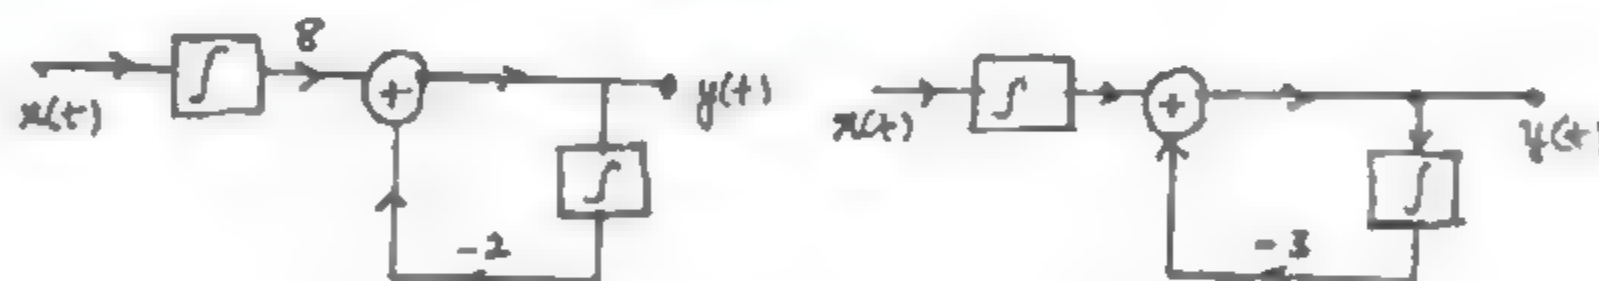 8
∫
+
x(t)
y(t)
∫
-2
∫
+
x(t)
y(t)
∫
-3